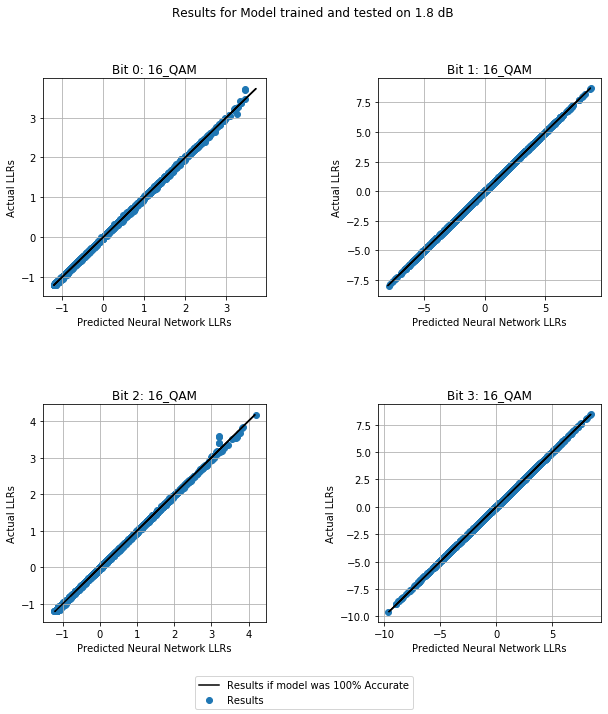 Results for Model trained and tested on 1.8 dB
Bit 0: 16_QAM
Actual LLRs
3
2
1
0
−1
−1 0 1 2 3
Predicted Neural Network LLRs
Bit 1: 16_QAM
Actual LLRs
7.5
5.0
2.5
0.0
−2.5
−5.0
−7.5
−5 0 5
Predicted Neural Network LLRs
Bit 2: 16_QAM
Actual LLRs
4
3
2
1
0
−1
−1 0 1 2 3 4
Predicted Neural Network LLRs
Bit 3: 16_QAM
Actual LLRs
7.5
5.0
2.5
0.0
−2.5
−5.0
−7.5
−10.0
−10 −5 0 5
Predicted Neural Network LLRs
Results if model was 100% Accurate
Results